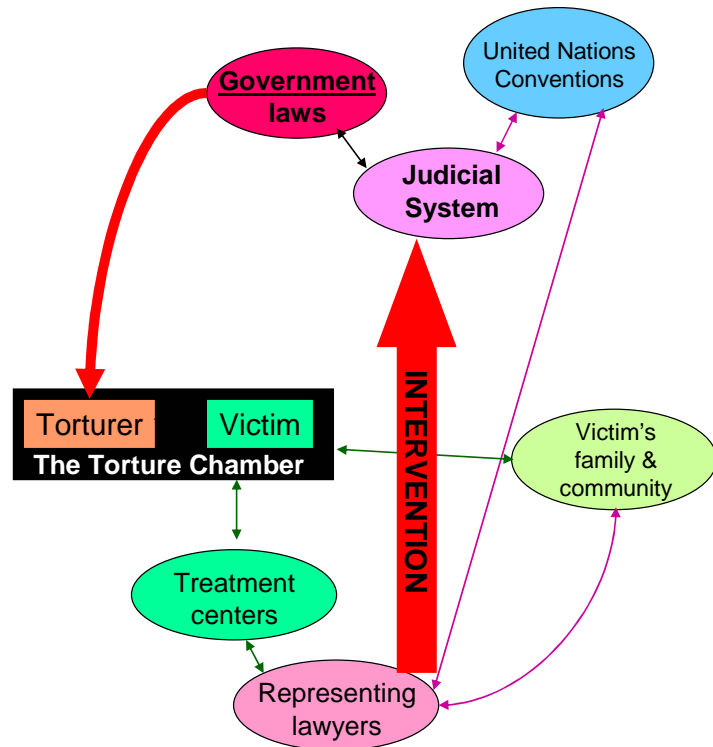 United Nations
Conventions
Government
laws
Judicial
System
INTERVENTION
Torturer
Victim
The Torture Chamber
Victim's
family &
community
Treatment
centers
Representing
lawyers